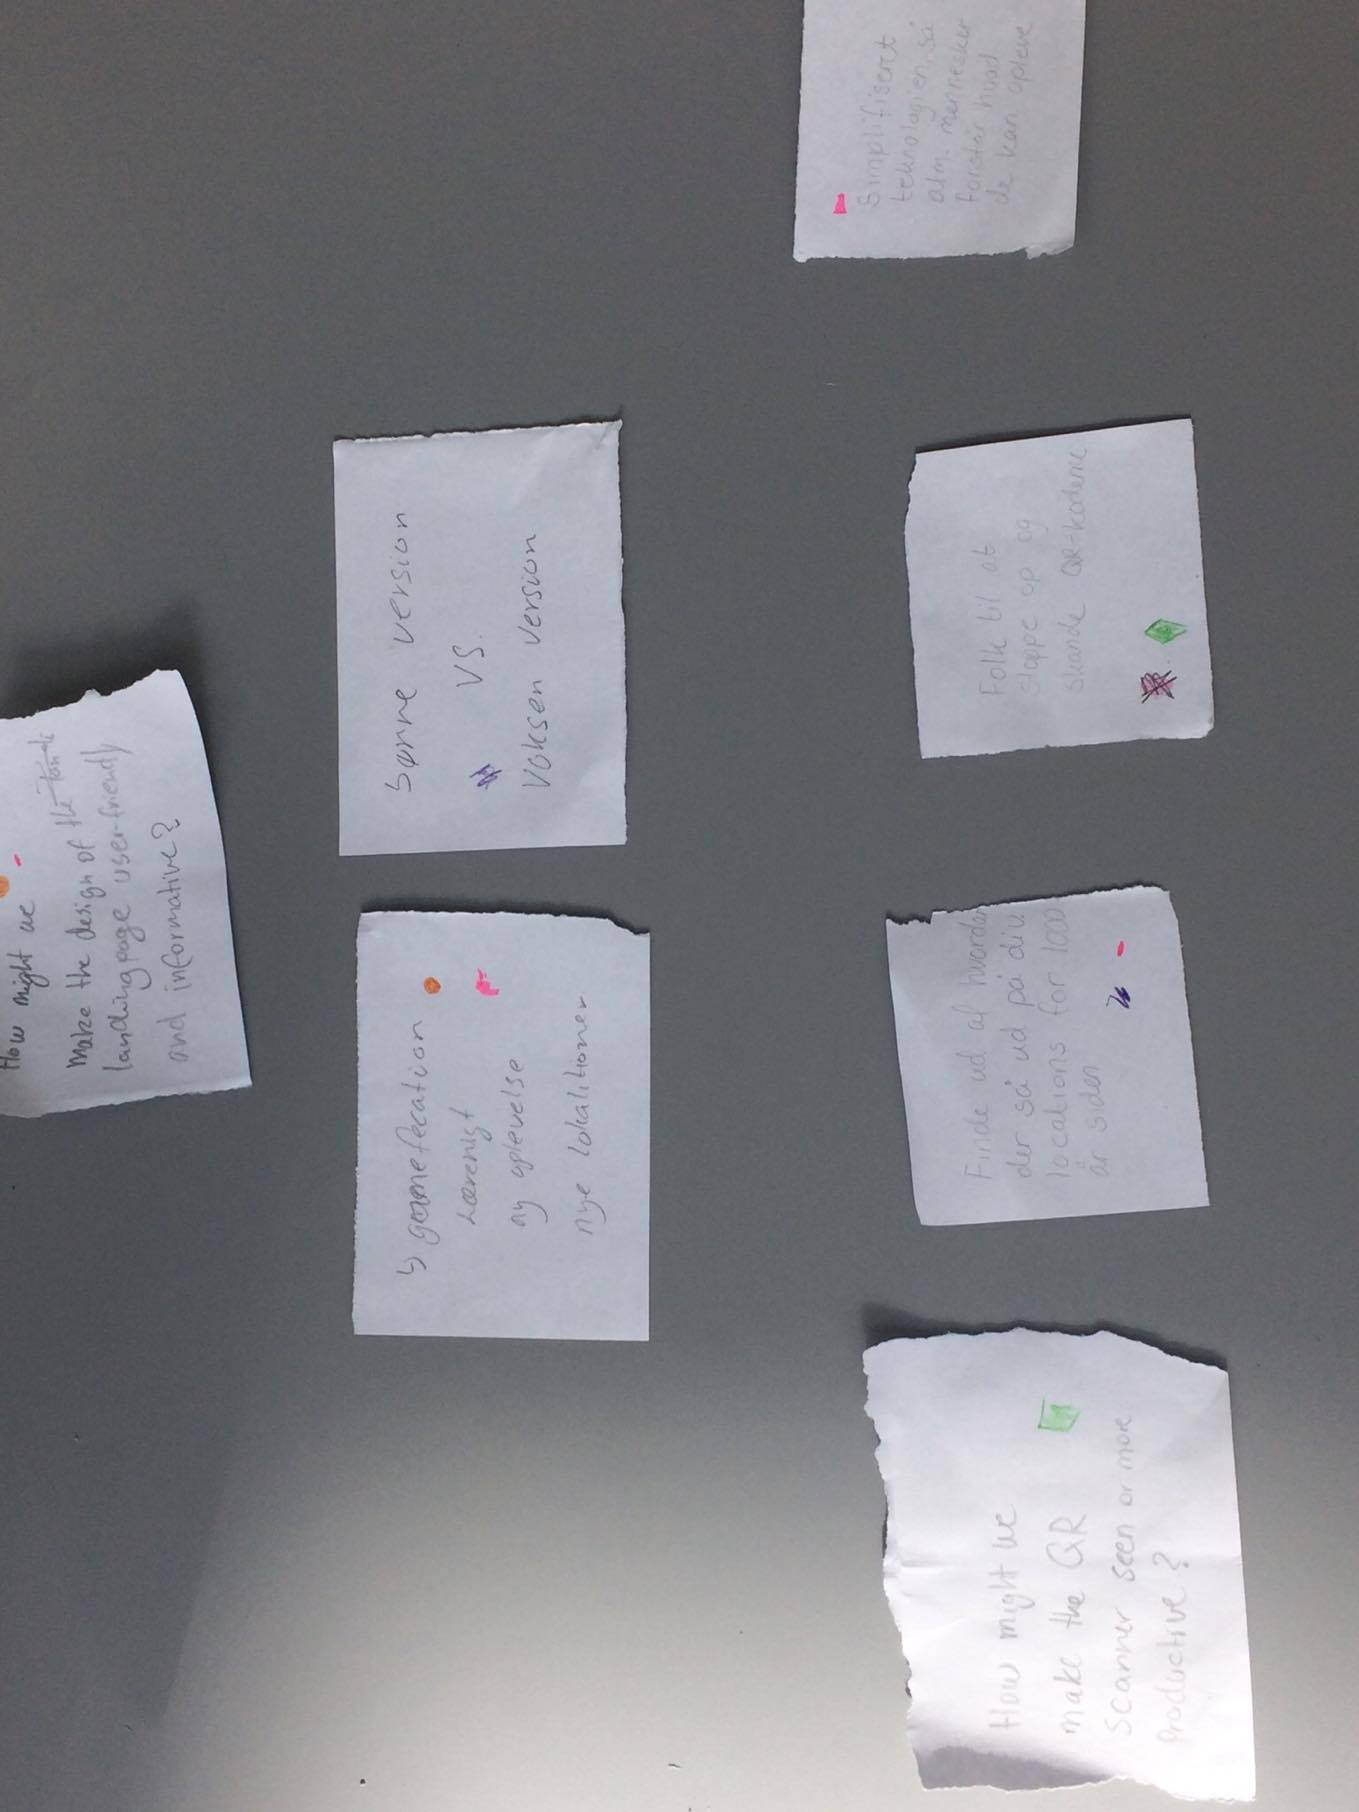 How might we
make the design of the
landingpage user-friendly
and informative?
↳ gamefecation
Lærerigt
ny oplevelse
nye lokalitioner
børne version
VS.
Voksen version
Simplifiseret
teknologien, så
alm. mennesker
forstår hvad
de kan opleve
How might we
make the QR
scanner seen or more
productive?
Finde ud af hvordan
der så ud på div.
locations for 1000
år siden
Folk til at
stoppe op og
skande QR-koderne